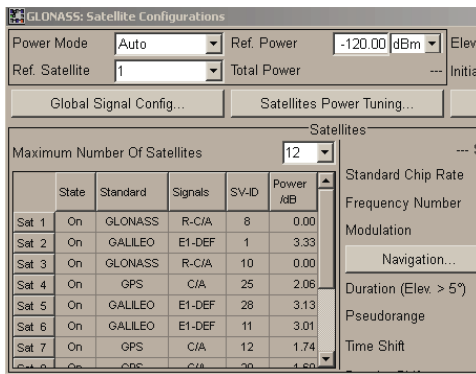 GLONASS: Satellite Configurations
Power Mode Auto Ref. Power -120.00 dBm Elev
Ref. Satellite 1 Total Power --- Initia
Global Signal Config... Satellites Power Tuning...
Satellites
Maximum Number Of Satellites 12 --- S
State Standard Signals SV-ID Power /dB
Sat 1 On GLONASS R-C/A 8 0.00
Sat 2 On GALILEO E1-DEF 1 3.33
Sat 3 On GLONASS R-C/A 10 0.00
Sat 4 On GPS C/A 25 2.06
Sat 5 On GALILEO E1-DEF 28 3.13
Sat 6 On GALILEO E1-DEF 11 3.01
Sat 7 On GPS C/A 12 1.74
Standard Chip Rate
Frequency Number
Modulation
Navigation...
Duration (Elev. > 5°)
Pseudorange
Time Shift